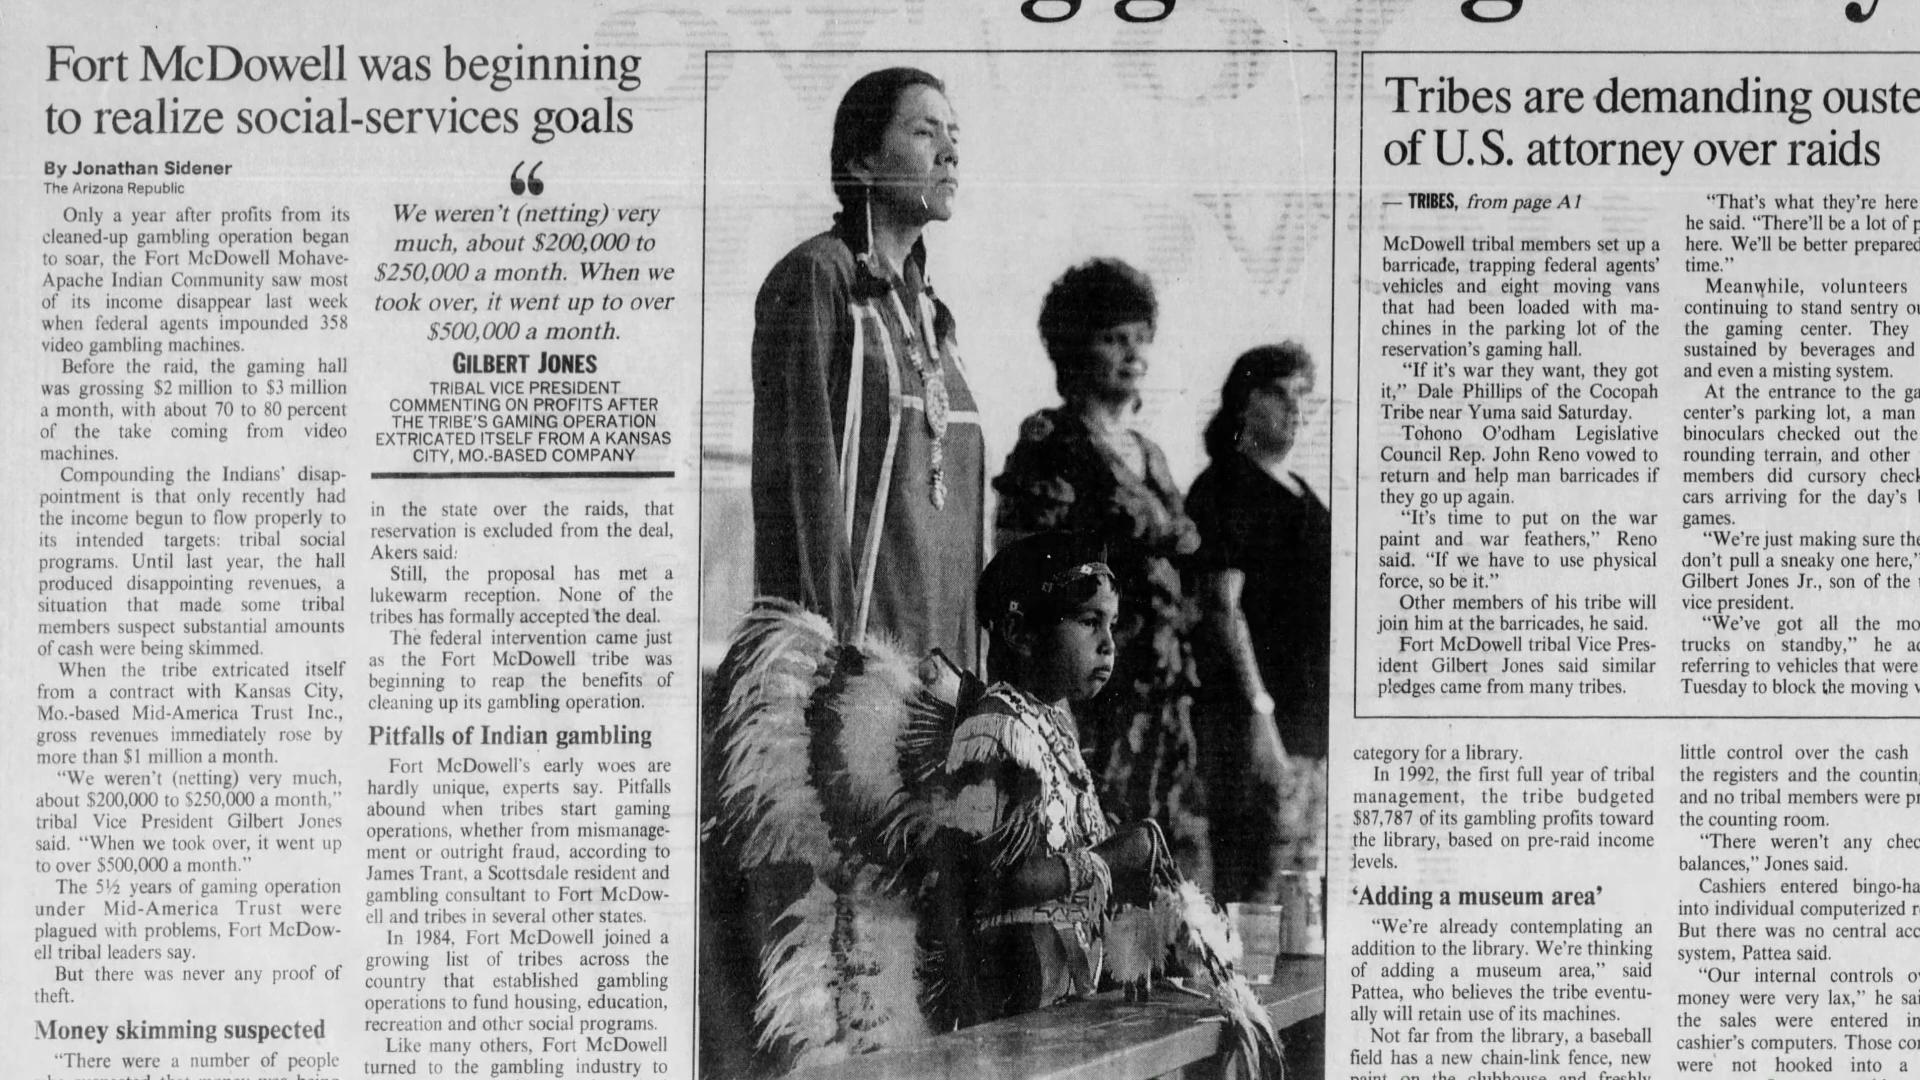 Fort McDowell was beginning
to realize social-services goals
By Jonathan Sidener
The Arizona Republic
Only a year after profits from its
cleaned-up gambling operation began
to soar, the Fort McDowell Mohave-
Apache Indian Community saw most
of its income disappear last week
when federal agents impounded 358
video gambling machines.
Before the raid, the gaming hall
was grossing $2 million to $3 million
a month, with about 70 to 80 percent
of the take coming from video
machines.
Compounding the Indians' disap-
pointment is that only recently had
the income begun to flow properly to
its intended targets: tribal social
programs. Until last year, the hall
produced disappointing revenues, a
situation that made some tribal
members suspect substantial amounts
of cash were being skimmed.
When the tribe extricated itself
from a contract with Kansas City,
Mo.-based Mid-America Trust Inc.,
gross revenues immediately rose by
more than $1 million a month.
"We weren't (netting) very much,
about $200,000 to $250,000 a month,"
tribal Vice President Gilbert Jones
said. "When we took over, it went up
to over $500,000 a month."
The 5½ years of gaming operation
under Mid-America Trust were
plagued with problems, Fort McDow-
ell tribal leaders say.
But there was never any proof of
theft.
Money skimming suspected
"There were a number of people
“
We weren't (netting) very
much, about $200,000 to
$250,000 a month. When we
took over, it went up to over
$500,000 a month.
GILBERT JONES
TRIBAL VICE PRESIDENT
COMMENTING ON PROFITS AFTER
THE TRIBE'S GAMING OPERATION
EXTRICATED ITSELF FROM A KANSAS
CITY, MO.-BASED COMPANY
in the state over the raids, that
reservation is excluded from the deal,
Akers said:
Still, the proposal has met a
lukewarm reception. None of the
tribes has formally accepted the deal.
The federal intervention came just
as the Fort McDowell tribe was
beginning to reap the benefits of
cleaning up its gambling operation.
Pitfalls of Indian gambling
Fort McDowell's early woes are
hardly unique, experts say. Pitfalls
abound when tribes start gaming
operations, whether from mismanage-
ment or outright fraud, according to
James Trant, a Scottsdale resident and
gambling consultant to Fort McDow-
ell and tribes in several other states.
In 1984, Fort McDowell joined a
growing list of tribes across the
country that established gambling
operations to fund housing, education,
recreation and other social programs.
Like many others, Fort McDowell
turned to the gambling industry to
Tribes are demanding ouste
of U.S. attorney over raids
— TRIBES, from page A1
McDowell tribal members set up a
barricade, trapping federal agents'
vehicles and eight moving vans
that had been loaded with ma-
chines in the parking lot of the
reservation's gaming hall.
"If it's war they want, they got
it," Dale Phillips of the Cocopah
Tribe near Yuma said Saturday.
Tohono O'odham Legislative
Council Rep. John Reno vowed to
return and help man barricades if
they go up again.
"It's time to put on the war
paint and war feathers," Reno
said. "If we have to use physical
force, so be it."
Other members of his tribe will
join him at the barricades, he said.
Fort McDowell tribal Vice Pres-
ident Gilbert Jones said similar
pledges came from many tribes.
"That's what they're here
he said. "There'll be a lot of p
here. We'll be better prepared
time."
Meanwhile, volunteers
continuing to stand sentry ou
the gaming center. They
sustained by beverages and
and even a misting system.
At the entrance to the ga
center's parking lot, a man
binoculars checked out the
rounding terrain, and other
members did cursory check
cars arriving for the day's
games.
"We're just making sure the
don't pull a sneaky one here,"
Gilbert Jones Jr., son of the
vice president.
"We've got all the mo
trucks on standby," he ad
referring to vehicles that were
Tuesday to block the moving v
category for a library.
In 1992, the first full year of tribal
management, the tribe budgeted
$87,787 of its gambling profits toward
the library, based on pre-raid income
levels.
'Adding a museum area'
"We're already contemplating an
addition to the library. We're thinking
of adding a museum area," said
Pattea, who believes the tribe eventu-
ally will retain use of its machines.
Not far from the library, a baseball
field has a new chain-link fence, new
paint on the clubhouse and freshly
little control over the cash
the registers and the counting
and no tribal members were pr
the counting room.
"There weren't any chec
balances," Jones said.
Cashiers entered bingo-ha
into individual computerized r
But there was no central acc
system, Pattea said.
"Our internal controls ov
money were very lax," he sai
the sales were entered in
cashier's computers. Those con
were not hooked into a